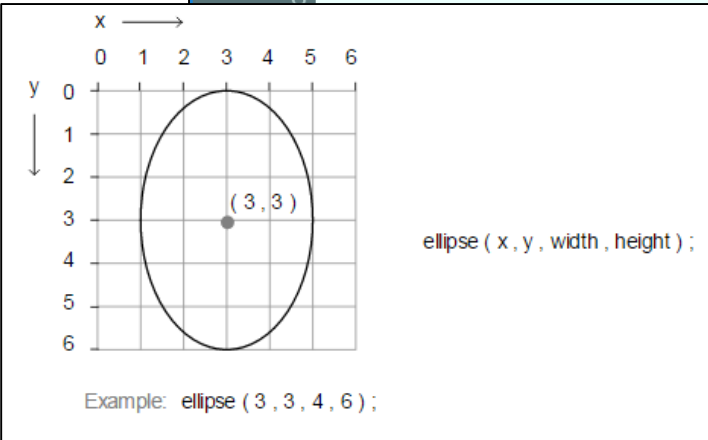 x
0 1 2 3 4 5 6
y
0
1
2
( 3 , 3 )
3
ellipse ( x , y , width , height ) ;
4
5
6
Example: ellipse ( 3 , 3 , 4 , 6 ) ;